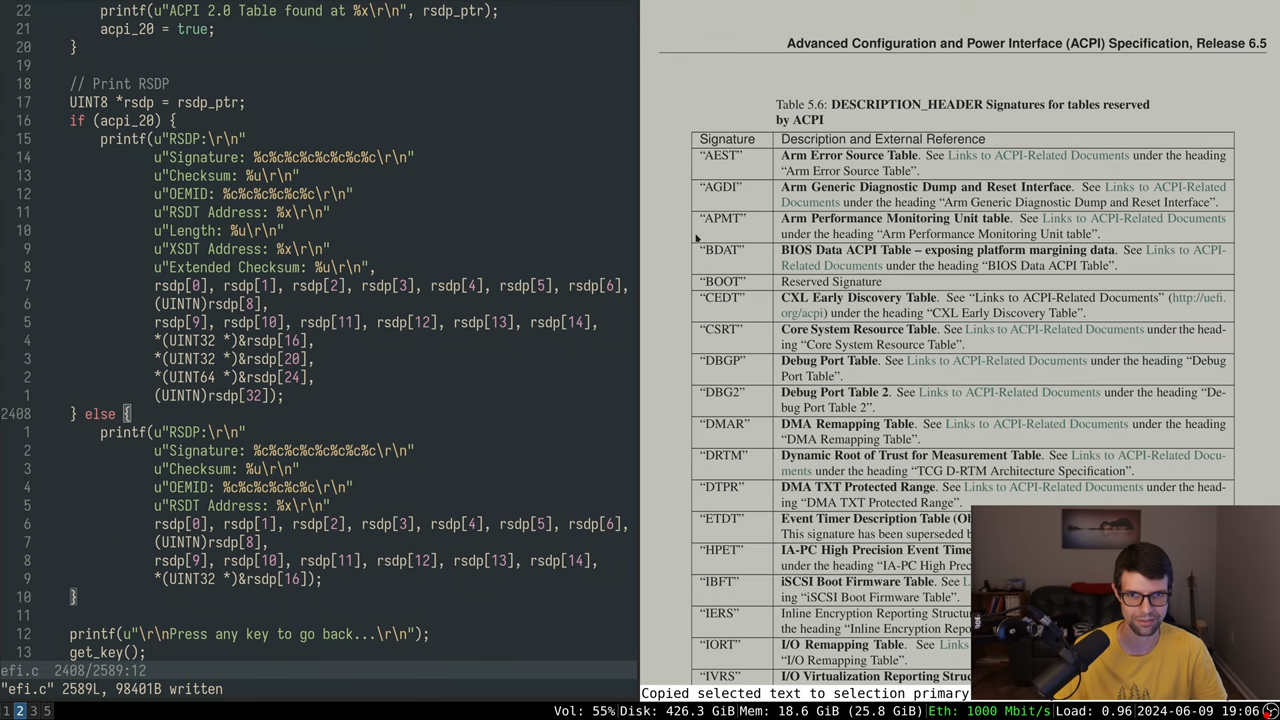 22 printf(u"ACPI 2.0 Table found at %x\r\n", rsdp_ptr);
21 acpi_20 = true;
20 }
19
18 // Print RSDP
17 UINT8 *rsdp = rsdp_ptr;
16 if (acpi_20) {
15 printf(u"RSDP:\r\n"
14 u"Signature: %c%c%c%c%c%c%c%c\r\n"
13 u"Checksum: %u\r\n"
12 u"OEMID: %c%c%c%c%c%c\r\n"
11 u"RSDT Address: %x\r\n"
10 u"Length: %u\r\n"
9 u"XSDT Address: %x\r\n"
8 u"Extended Checksum: %u\r\n",
7 rsdp[0], rsdp[1], rsdp[2], rsdp[3], rsdp[4], rsdp[5], rsdp[6],
6 (UINTN)rsdp[8],
5 rsdp[9], rsdp[10], rsdp[11], rsdp[12], rsdp[13], rsdp[14],
4 *(UINT32 *)&rsdp[16],
3 *(UINT32 *)&rsdp[20],
2 *(UINT64 *)&rsdp[24],
1 (UINTN)rsdp[32]);
2408 } else {
1 printf(u"RSDP:\r\n"
2 u"Signature: %c%c%c%c%c%c%c%c\r\n"
3 u"Checksum: %u\r\n"
4 u"OEMID: %c%c%c%c%c%c\r\n"
5 u"RSDT Address: %x\r\n"
6 rsdp[0], rsdp[1], rsdp[2], rsdp[3], rsdp[4], rsdp[5], rsdp[6],
7 (UINTN)rsdp[8],
8 rsdp[9], rsdp[10], rsdp[11], rsdp[12], rsdp[13], rsdp[14],
9 *(UINT32 *)&rsdp[16]);
10 }
11
12 printf(u"\r\nPress any key to go back...\r\n");
13 get_key();
efi.c 2408/2589:12
"efi.c" 2589L, 98401B written
Advanced Configuration and Power Interface (ACPI) Specification, Release 6.5
Table 5.6: DESCRIPTION_HEADER Signatures for tables reserved
by ACPI
Signature Description and External Reference
“AEST” Arm Error Source Table. See Links to ACPI-Related Documents under the heading
“Arm Error Source Table”.
“AGDI” Arm Generic Diagnostic Dump and Reset Interface. See Links to ACPI-Related
Documents under the heading “Arm Generic Diagnostic Dump and Reset Interface”.
“APMT” Arm Performance Monitoring Unit table. See Links to ACPI-Related Documents
under the heading “Arm Performance Monitoring Unit table”.
“BDAT” BIOS Data ACPI Table – exposing platform margining data. See Links to ACPI-
Related Documents under the heading “BIOS Data ACPI Table”.
“BOOT” Reserved Signature
“CEDT” CXL Early Discovery Table. See “Links to ACPI-Related Documents” (http://uefi.
org/acpi) under the heading “CXL Early Discovery Table”.
“CSRT” Core System Resource Table. See Links to ACPI-Related Documents under the head-
ing “Core System Resource Table”.
“DBGP” Debug Port Table. See Links to ACPI-Related Documents under the heading “Debug
Port Table”.
“DBG2” Debug Port Table 2. See Links to ACPI-Related Documents under the heading “De-
bug Port Table 2”.
“DMAR” DMA Remapping Table. See Links to ACPI-Related Documents under the heading
“DMA Remapping Table”.
“DRTM” Dynamic Root of Trust for Measurement Table. See Links to ACPI-Related Docu-
ments under the heading “TCG D-RTM Architecture Specification”.
“DTPR” DMA TXT Protected Range. See Links to ACPI-Related Documents under the head-
ing “DMA TXT Protected Range”.
“ETDT” Event Timer Description Table
This signature has been superseded
“HPET” IA-PC High Precision Event
under the heading “IA-PC High
“IBFT” iSCSI Boot Firmware Table. See
ing “iSCSI Boot Firmware Table”.
“IERS” Inline Encryption Reporting
the heading “Inline Encryption
“IORT” I/O Remapping Table. See Links
“I/O Remapping Table”.
“IVRS” I/O Virtualization Reporting
Copied selected text to selection primary
1 2 3 5 Vol: 55% Disk: 426.3 GiB Mem: 18.6 GiB (25.8 GiB) Eth: 1000 Mbit/s Load: 0.96 2024-06-09 19:06